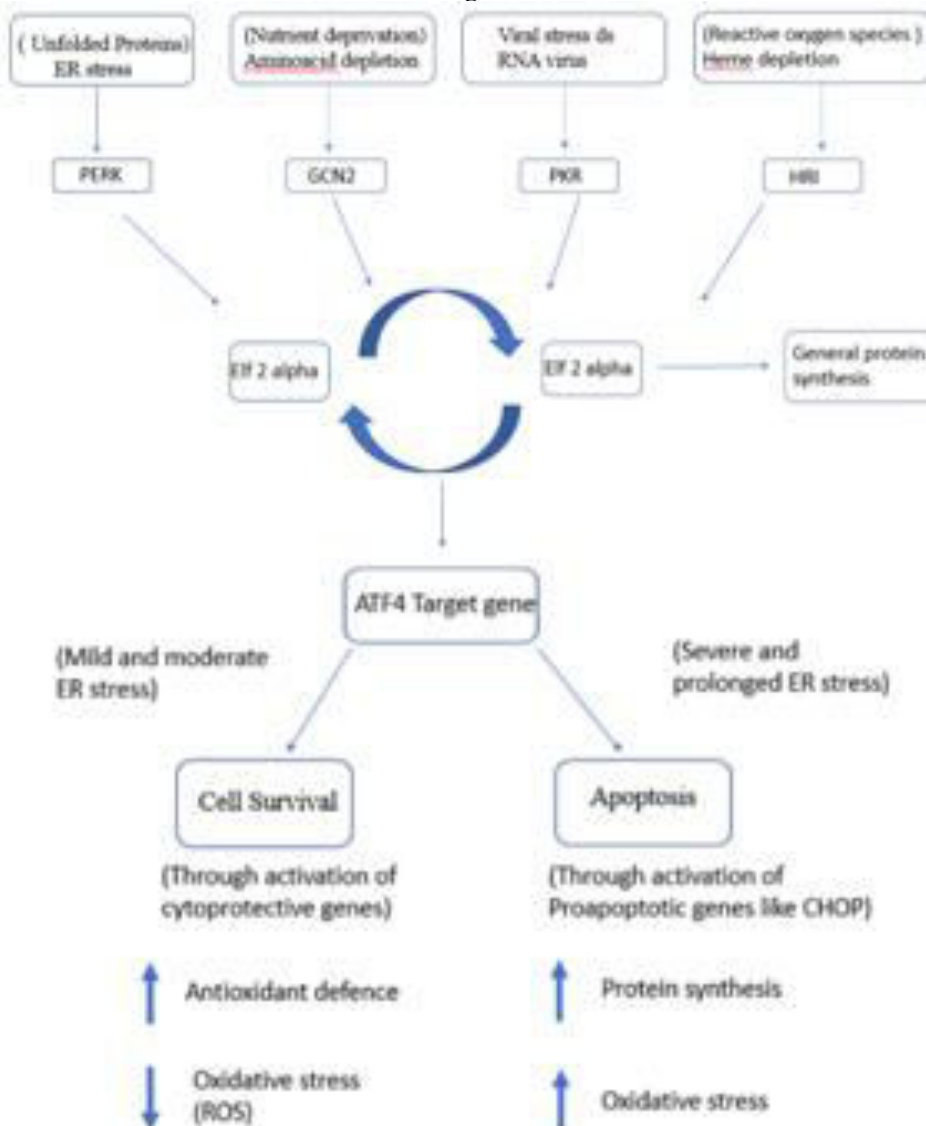 ( Unfolded Proteins)
ER stress
(Nutrient deprivation)
Aminoacid depletion
Viral stress ds
RNA virus
(Reactive oxygen species )
Heme depletion
PERK
GCN2
PKR
HRI
EIf 2 alpha
EIf 2 alpha
General protein
synthesis
ATF4 Target gene
(Mild and moderate
ER stress)
(Severe and
prolonged ER stress)
Cell Survival
Apoptosis
(Through activation of
cytoprotective genes)
(Through activation of
Proapoptotic genes like CHOP)
Antioxidant defence
Protein synthesis
Oxidative stress
(ROS)
Oxidative stress